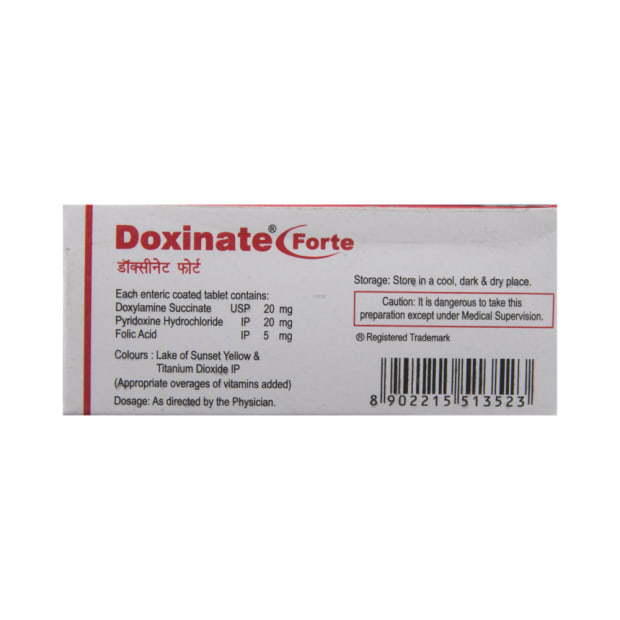 Doxinate® Forte
डॉक्सीनेट फोर्ट
Each enteric coated tablet contains:
Doxylamine Succinate USP 20 mg
Pyridoxine Hydrochloride IP 20 mg
Folic Acid IP 5 mg
Colours : Lake of Sunset Yellow &
Titanium Dioxide IP
(Appropriate overages of vitamins added)
Dosage: As directed by the Physician.
Storage: Store in a cool, dark & dry place.
Caution: It is dangerous to take this
preparation except under Medical Supervision.
® Registered Trademark
8 902215 513523